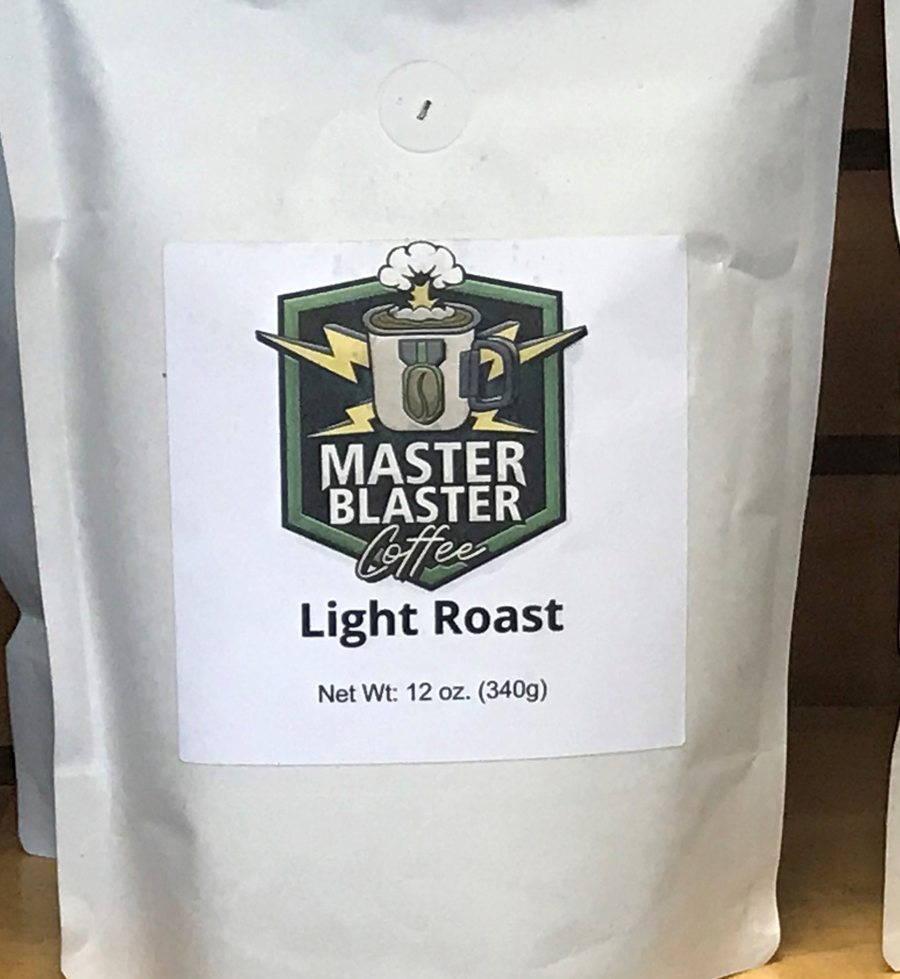 MASTER
BLASTER
Coffee
Light Roast
Net Wt: 12 oz. (340g)